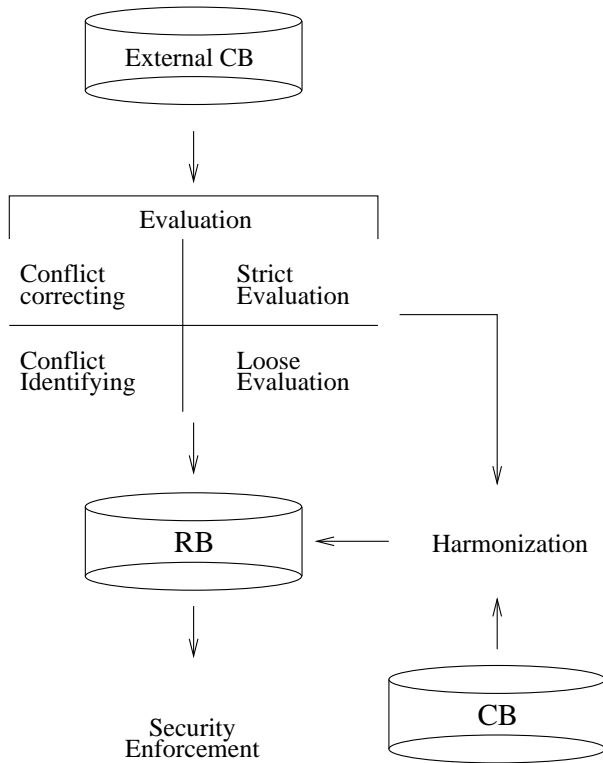 External CB
Evaluation
Conflict
correcting
Strict
Evaluation
Conflict
Identifying
Loose
Evaluation
RB
Harmonization
CB
Security
Enforcement